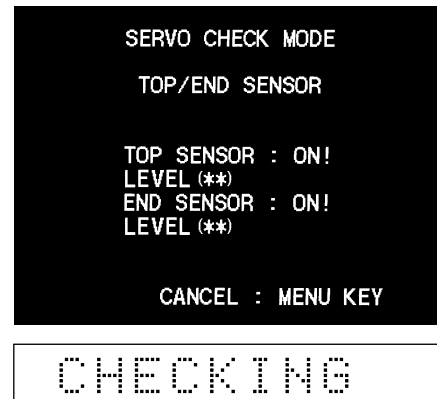 SERVO CHECK MODE
TOP/END SENSOR
TOP SENSOR : ON!
LEVEL (**)
END SENSOR : ON!
LEVEL (**)
CANCEL : MENU KEY
CHECKING